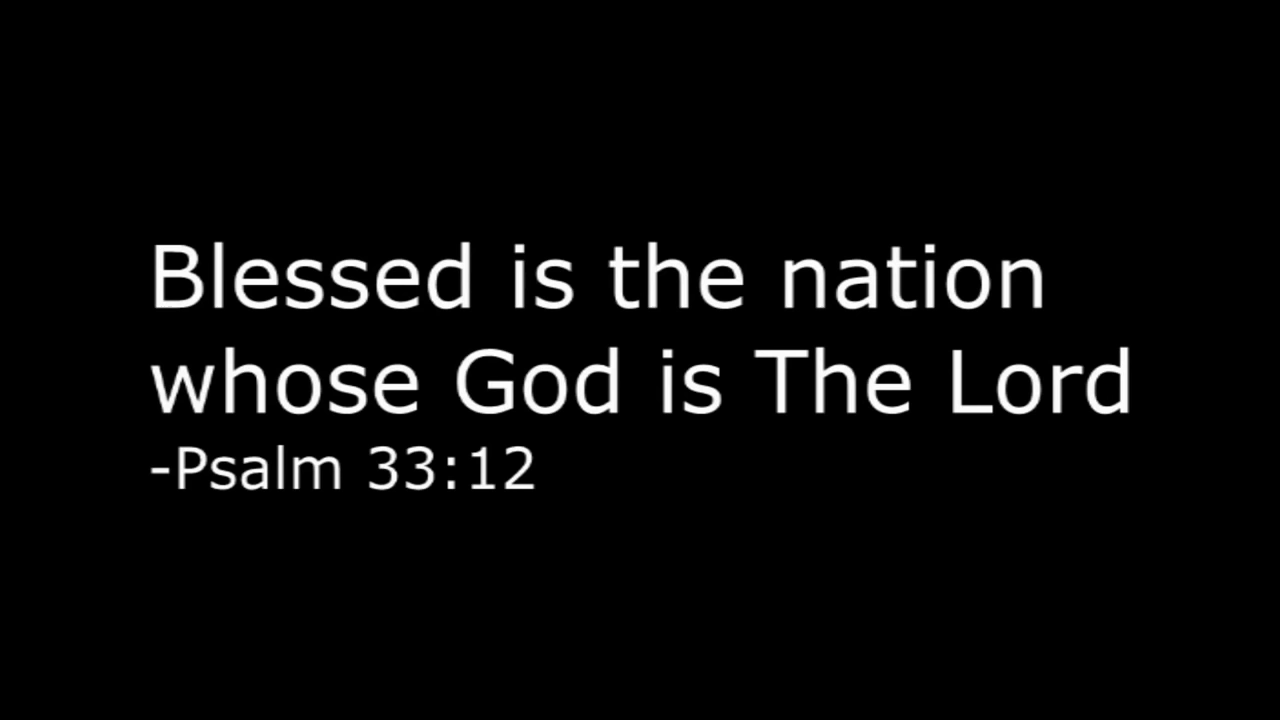 Blessed is the nation
whose God is The Lord
-Psalm 33:12